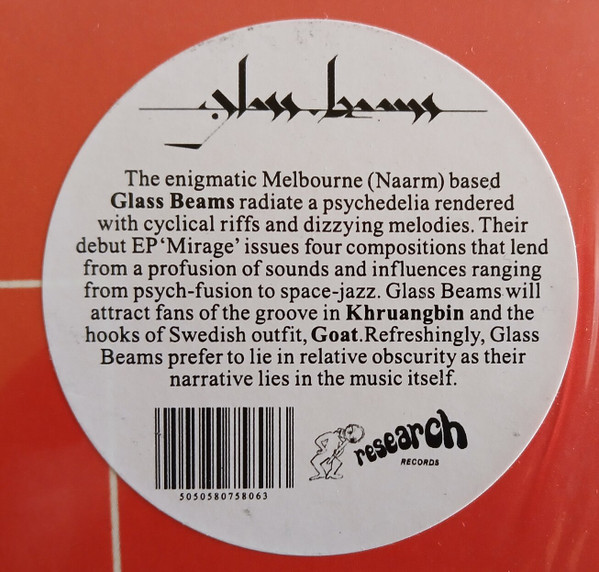 glass beams
The enigmatic Melbourne (Naarm) based
Glass Beams radiate a psychedelia rendered
with cyclical riffs and dizzying melodies. Their
debut EP ‘Mirage’ issues four compositions that lend
from a profusion of sounds and influences ranging
from psych-fusion to space-jazz. Glass Beams will
attract fans of the groove in Khruangbin and the
hooks of Swedish outfit, Goat.Refreshingly, Glass
Beams prefer to lie in relative obscurity as their
narrative lies in the music itself.
research
RECORDS
5050580758063